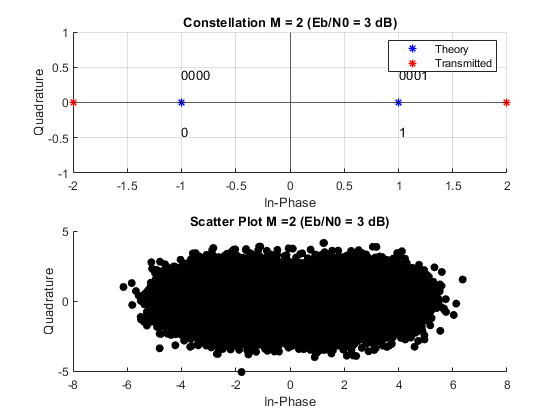 Constellation M = 2 (Eb/N0 = 3 dB)
1
0.5
0
-0.5
-1
Quadrature
0000
0001
0
1
Theory
Transmitted
-2 -1.5 -1 -0.5 0 0.5 1 1.5 2
In-Phase
Scatter Plot M =2 (Eb/N0 = 3 dB)
5
0
-5
Quadrature
-8 -6 -4 -2 0 2 4 6 8
In-Phase